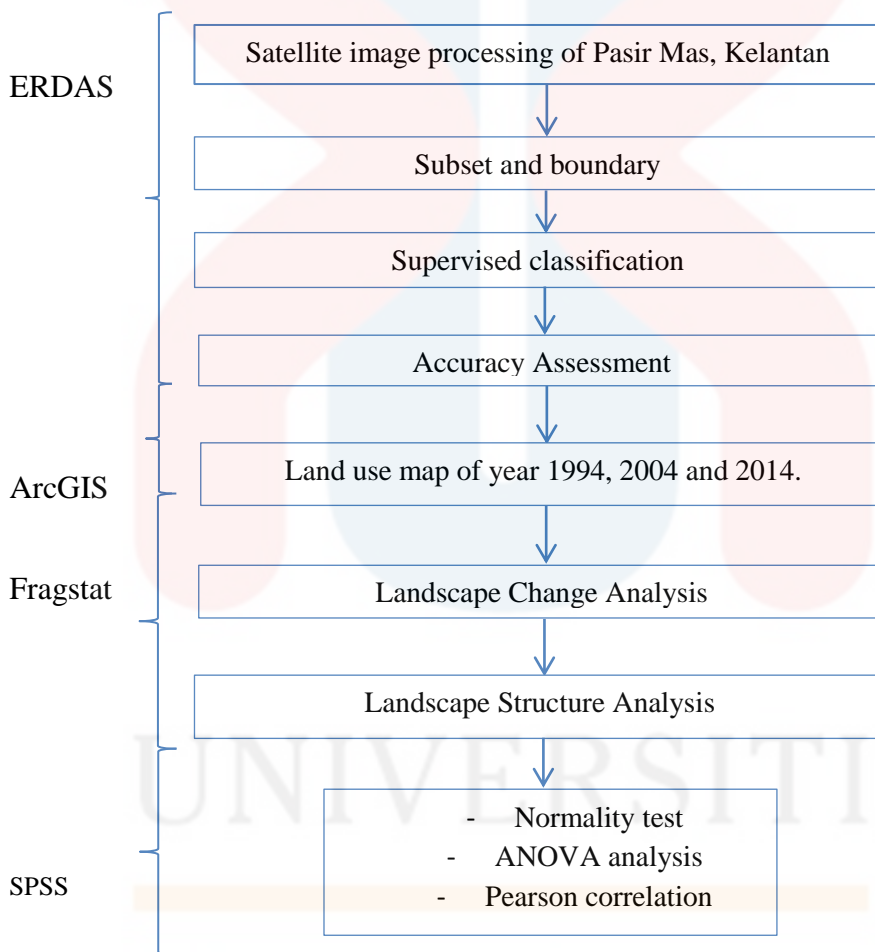 Satellite image processing of Pasir Mas, Kelantan
ERDAS
Subset and boundary
Supervised classification
Accuracy Assessment
Land use map of year 1994, 2004 and 2014.
ArcGIS
Fragstat
Landscape Change Analysis
Landscape Structure Analysis
UNIVERSITI
- Normality test
- ANOVA analysis
- Pearson correlation
SPSS